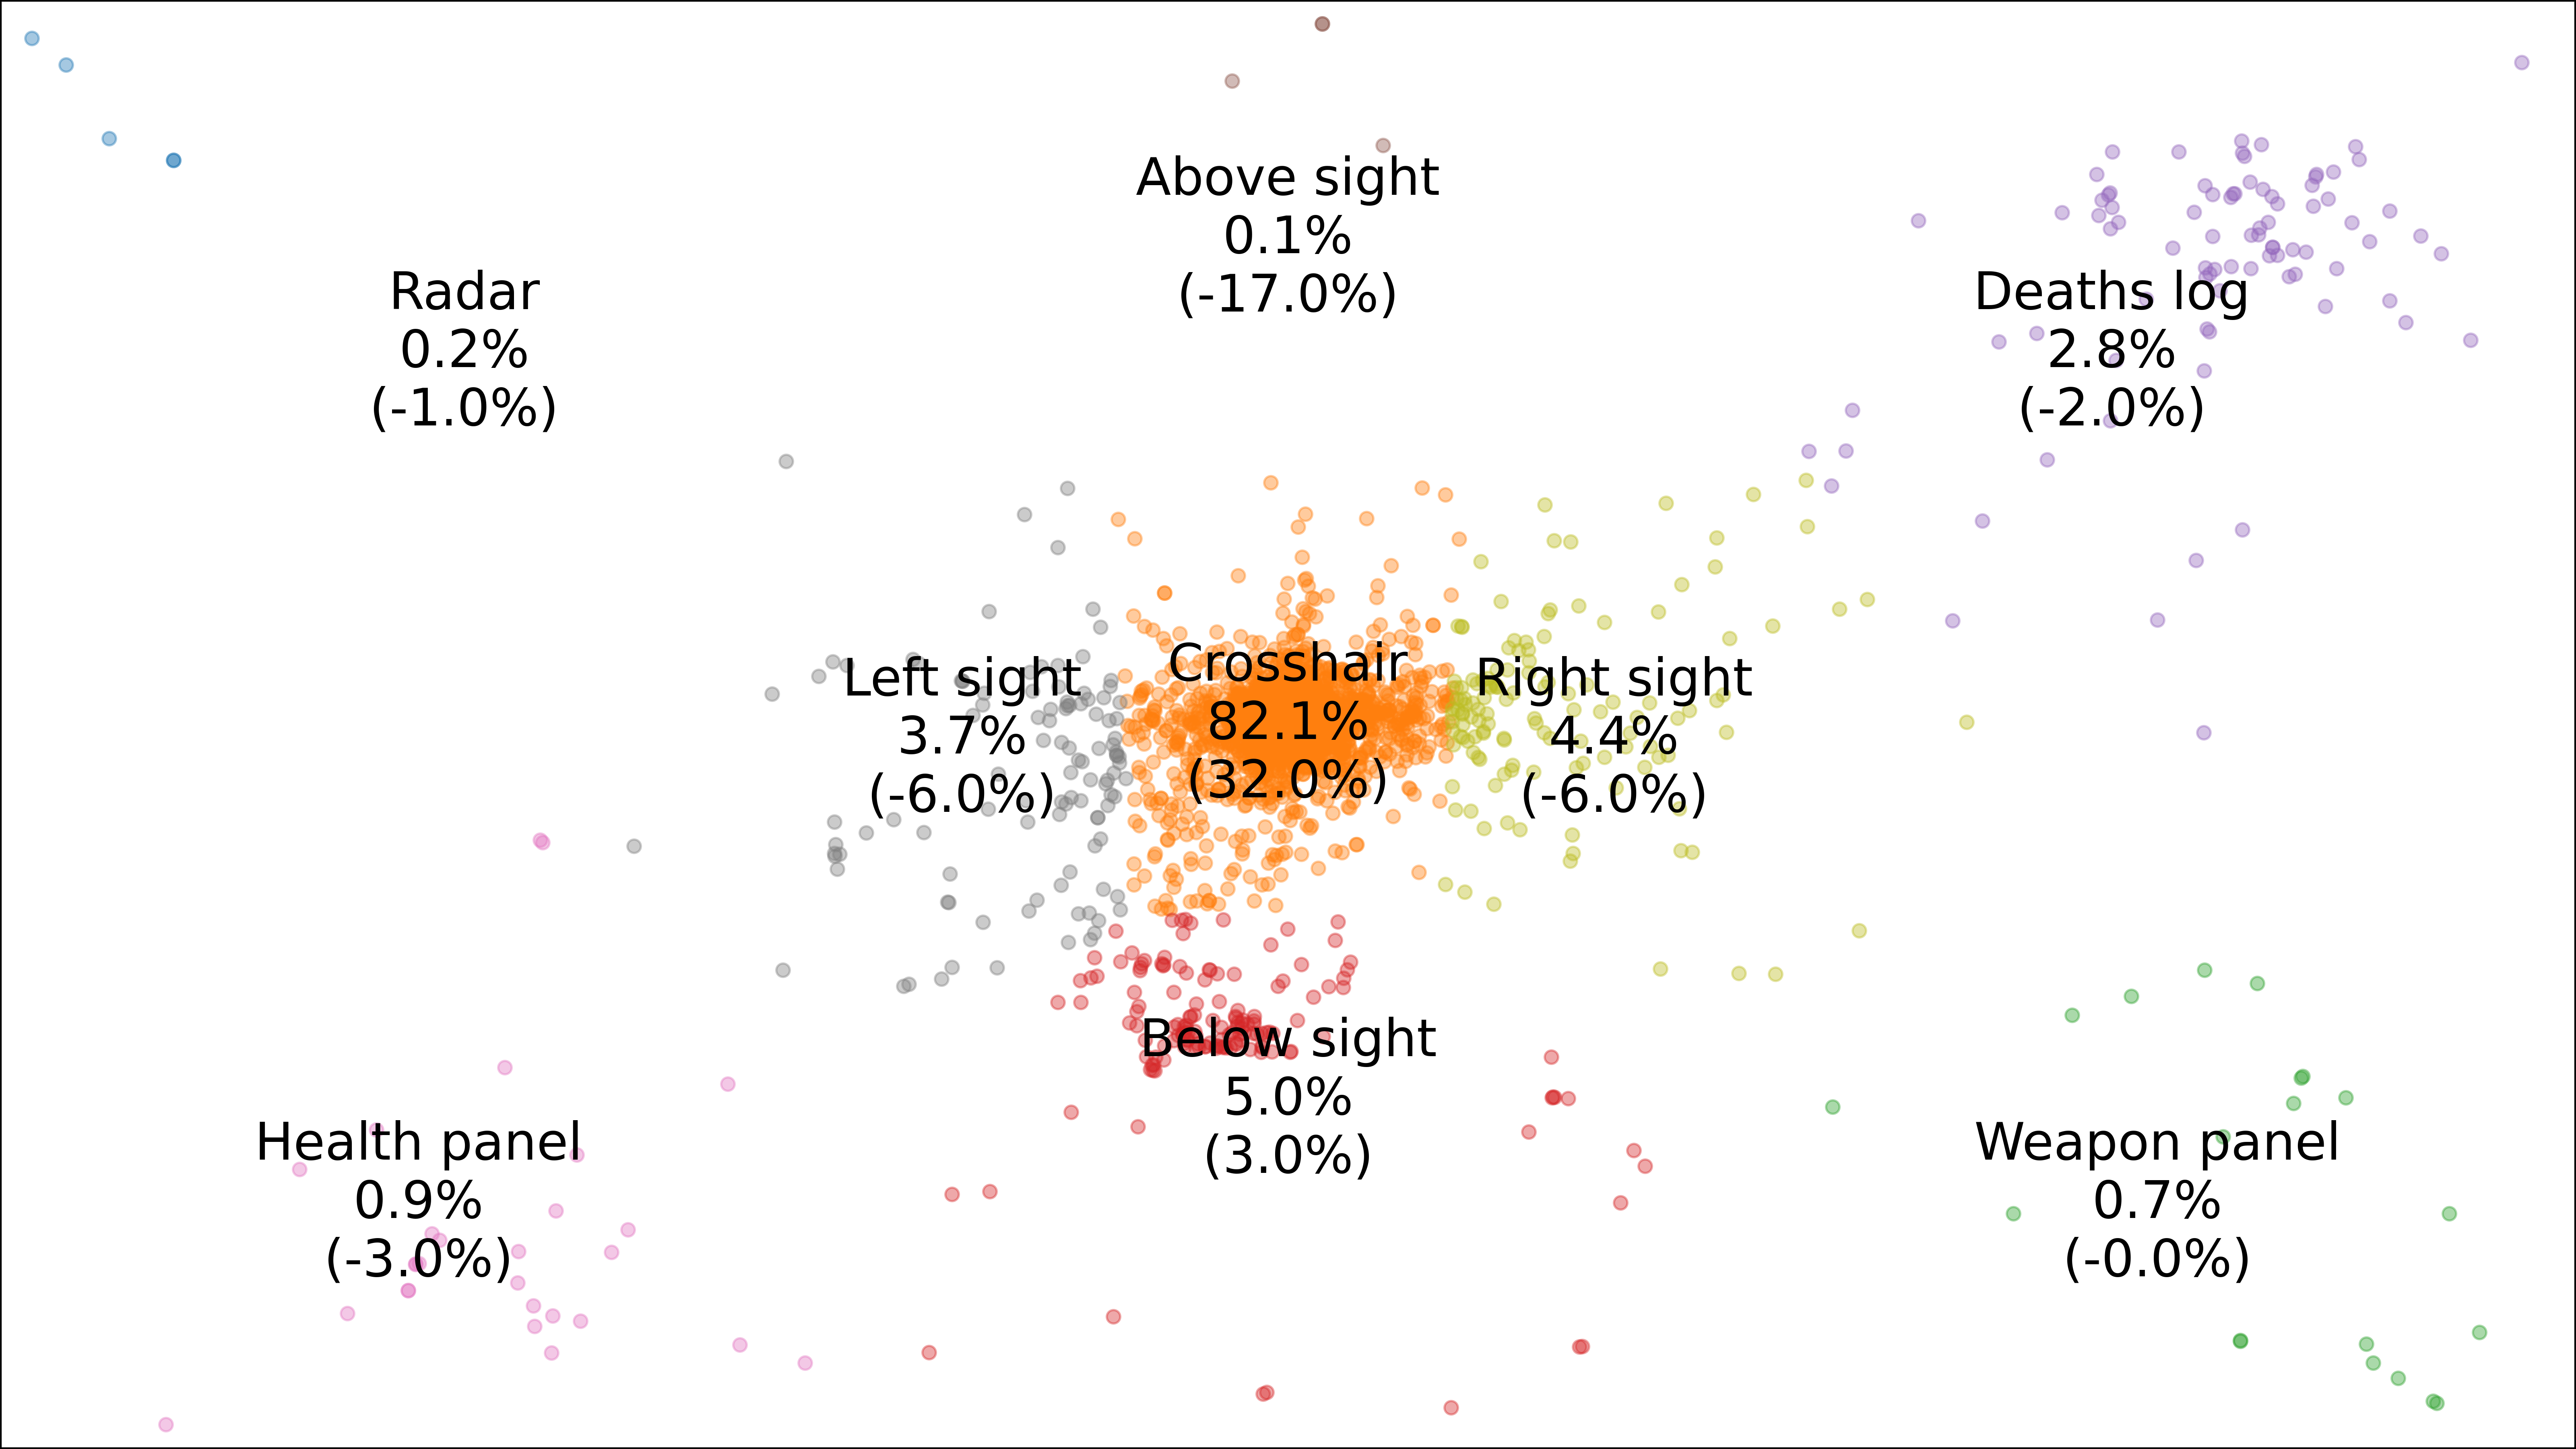 Above sight
0.1%
(-17.0%)
Radar
0.2%
(-1.0%)
Deaths log
2.8%
(-2.0%)
Left sight
3.7%
(-6.0%)
Crosshair
82.1%
(32.0%)
Right sight
4.4%
(-6.0%)
Below sight
5.0%
(3.0%)
Health panel
0.9%
(-3.0%)
Weapon panel
0.7%
(-0.0%)